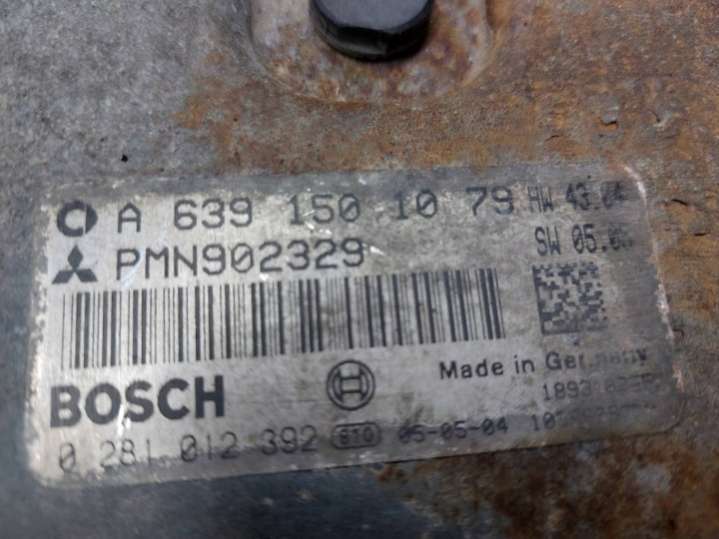 A 639 150 10 79 HW 43.04
PMN902329 SW 05.
BOSCH Made in Germany
0 281 012 392 810 05-05-04